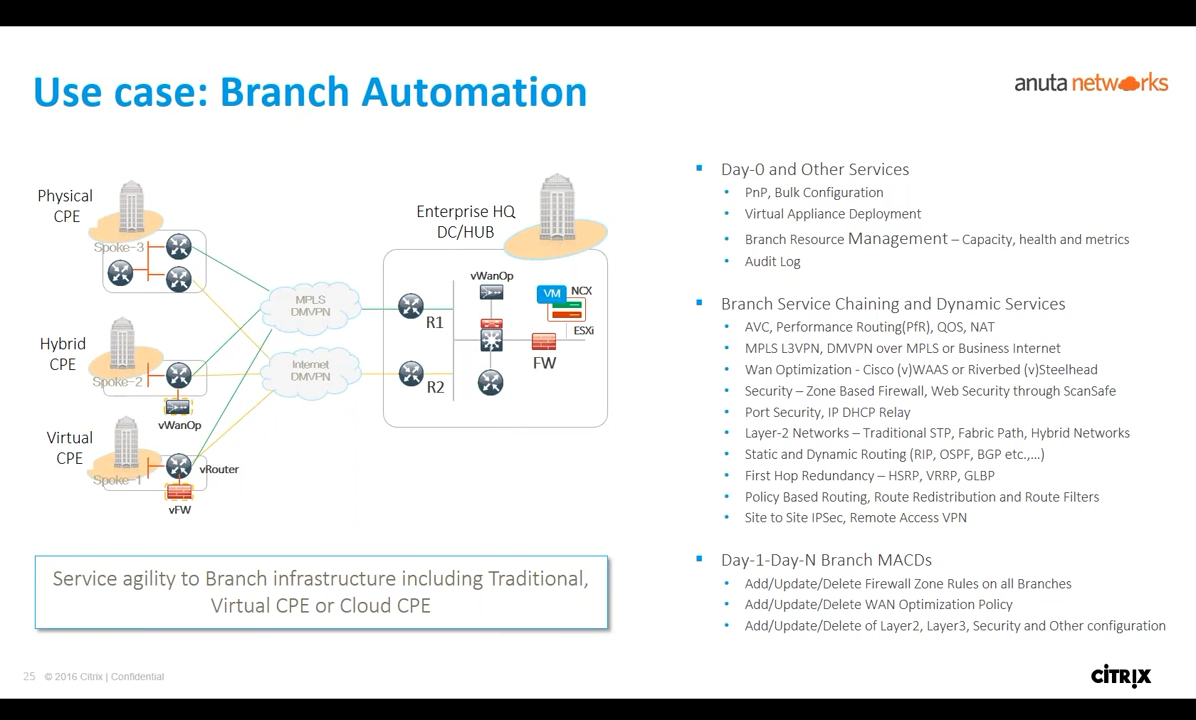 Use case: Branch Automation
anuta networks
Physical
CPE
Spoke-3
Hybrid
CPE
Spoke-2
vWanOp
Virtual
CPE
Spoke-1
vRouter
vFW
MPLS
DMVPN
Internet
DMVPN
Enterprise HQ
DC/HUB
R1
R2
vWanOp
VM
NCX
ESXi
FW
Service agility to Branch infrastructure including Traditional,
Virtual CPE or Cloud CPE
Day-0 and Other Services
PnP, Bulk Configuration
Virtual Appliance Deployment
Branch Resource Management – Capacity, health and metrics
Audit Log
Branch Service Chaining and Dynamic Services
AVC, Performance Routing(PfR), QOS, NAT
MPLS L3VPN, DMVPN over MPLS or Business Internet
Wan Optimization - Cisco (v)WAAS or Riverbed (v)Steelhead
Security – Zone Based Firewall, Web Security through ScanSafe
Port Security, IP DHCP Relay
Layer-2 Networks – Traditional STP, Fabric Path, Hybrid Networks
Static and Dynamic Routing (RIP, OSPF, BGP etc.,...)
First Hop Redundancy – HSRP, VRRP, GLBP
Policy Based Routing, Route Redistribution and Route Filters
Site to Site IPSec, Remote Access VPN
Day-1-Day-N Branch MACDs
Add/Update/Delete Firewall Zone Rules on all Branches
Add/Update/Delete WAN Optimization Policy
Add/Update/Delete of Layer2, Layer3, Security and Other configuration
25 © 2016 Citrix | Confidential
CITRIX